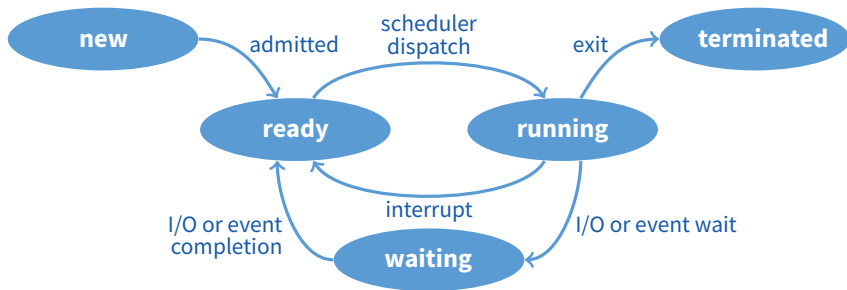 new
admitted
scheduler
dispatch
exit
terminated
ready
running
I/O or event
completion
interrupt
I/O or event wait
waiting